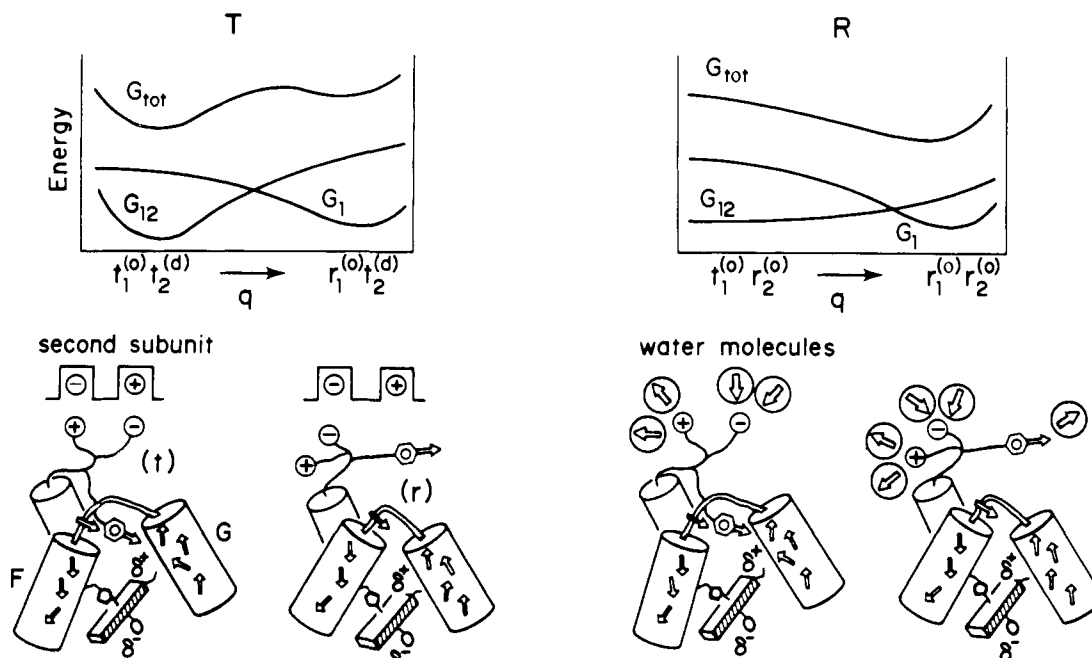 T
R
Energy
G_tot
G_12
G_1
t_1^(o) t_2^(d)
q
r_1^(o) t_2^(d)
G_tot
G_12
G_1
t_1^(o) r_2^(o)
q
r_1^(o) r_2^(o)
second subunit
− +
− +
+ −
− +
(t)
(r)
F
G
δ+
δ−
δ+
δ−
water molecules
+ −
− +
δ+
δ−
δ+
δ−